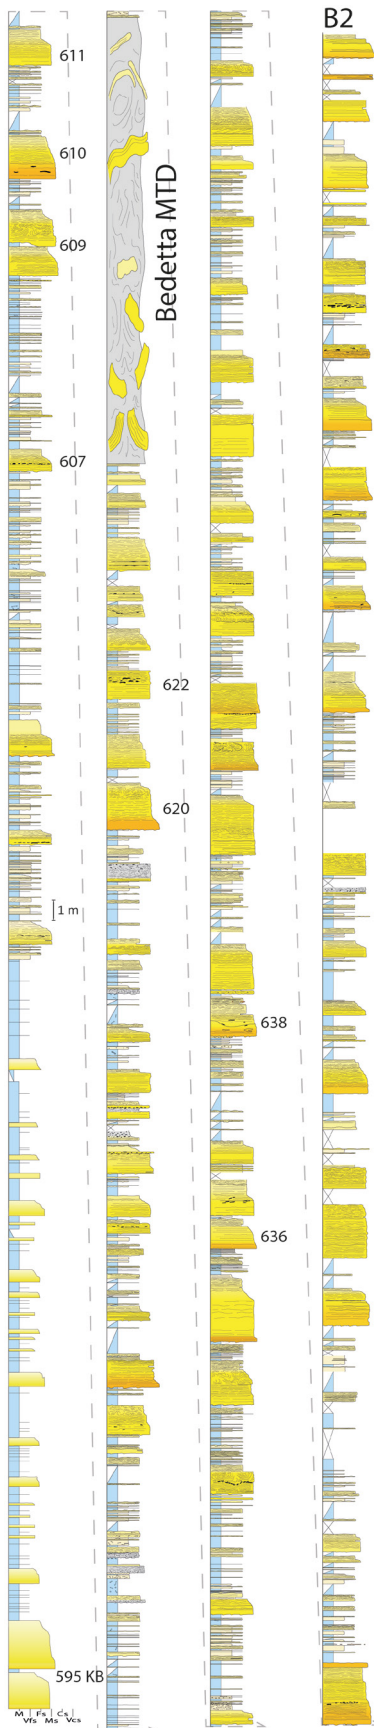 B2
611
610
609
607
1 m
595 KB
M Fs Cs
Vfs Ms Vcs
Bedetta MTD
622
620
638
636